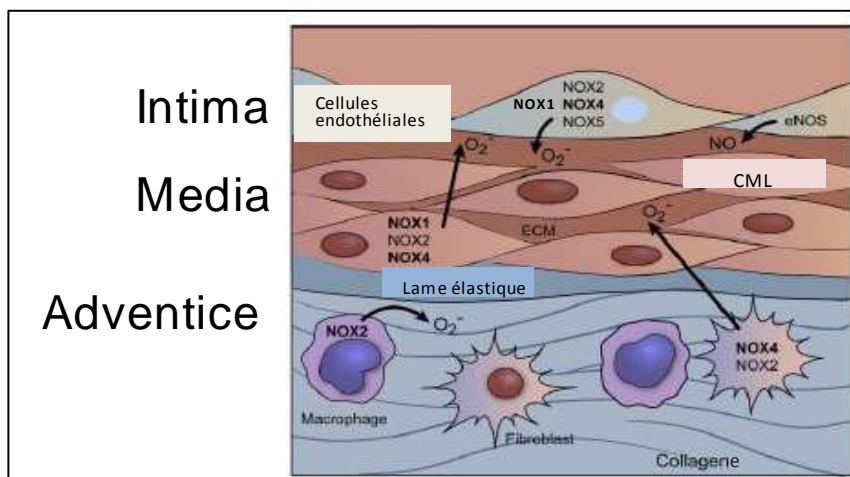 Intima
Media
Adventice
Cellules
endothéliales
NOX2
NOX1 NOX4
NOX5
eNOS
O₂⁻
O₂⁻
NO
CML
NOX1
NOX2
NOX4
ECM
O₂⁻
Lame élastique
NOX2
O₂⁻
NOX4
NOX2
Macrophage
Fibroblast
Collagene